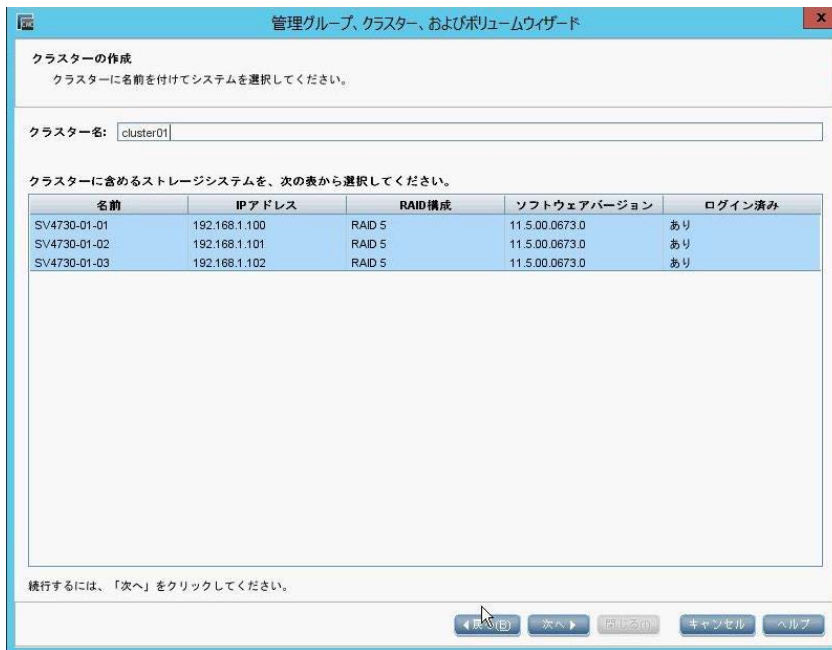 管理グループ、クラスター、およびボリュームウィザード
x
クラスターの作成
クラスターに名前を付けてシステムを選択してください。
クラスター名: cluster01
クラスターに含めるストレージシステムを、次の表から選択してください。
名前 IPアドレス RAID構成 ソフトウェアバージョン ログイン済み
SV4730-01-01 192.168.1.100 RAID 5 11.5.00.0673.0 あり
SV4730-01-02 192.168.1.101 RAID 5 11.5.00.0673.0 あり
SV4730-01-03 192.168.1.102 RAID 5 11.5.00.0673.0 あり
続行するには、「次へ」をクリックしてください。
次へ 閉じる(I) キャンセル ヘルプ